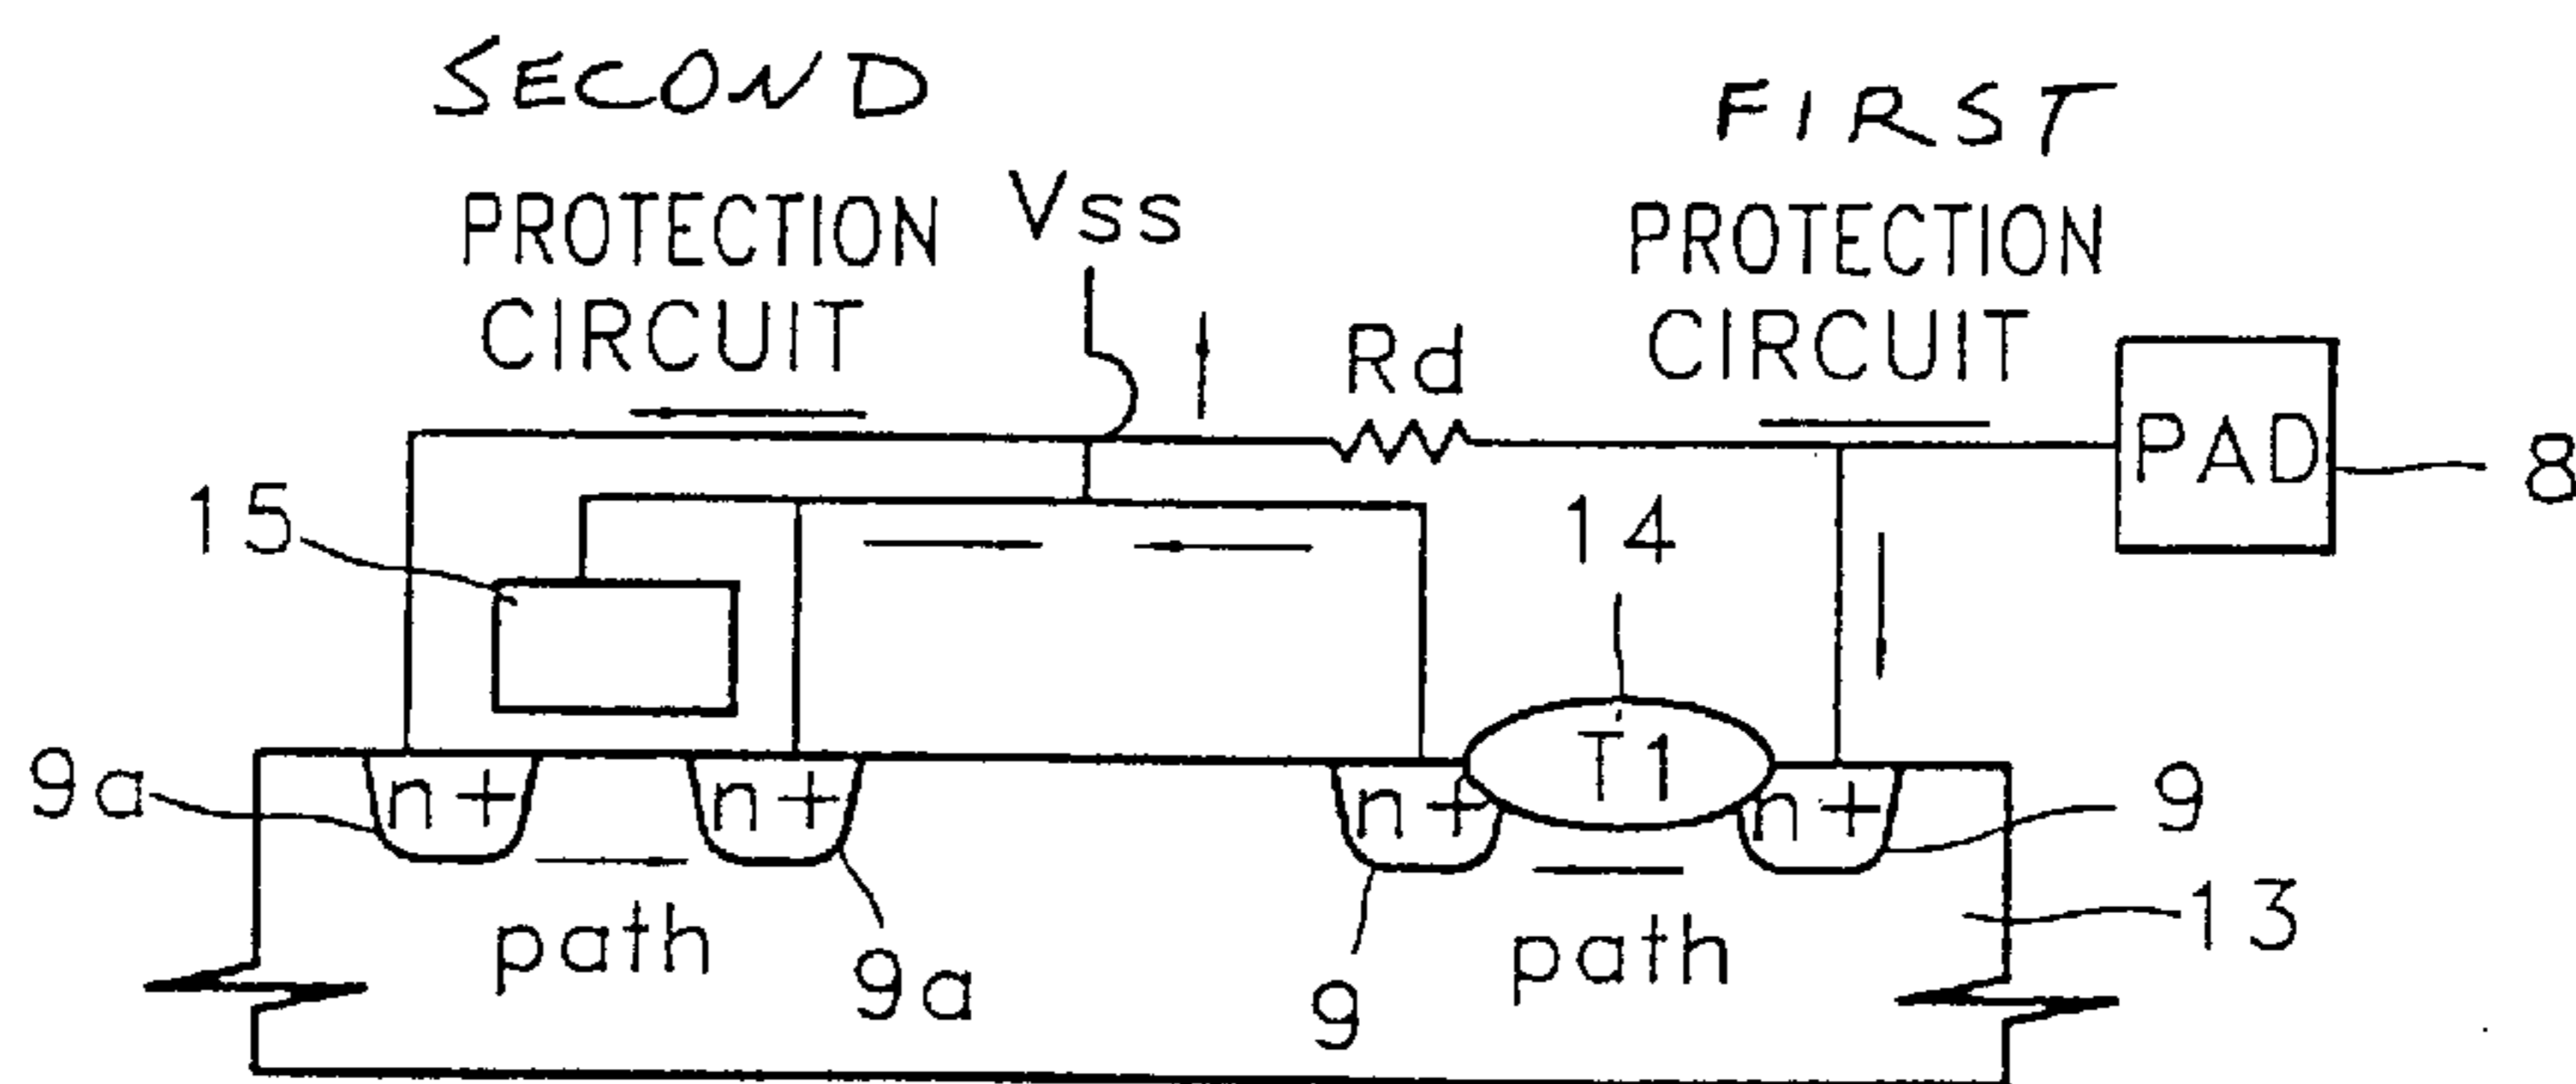 SECOND
PROTECTION
CIRCUIT
Vss
FIRST
PROTECTION
CIRCUIT
Rd
PAD
8
15
14
T1
9a
n+
n+
n+
n+
9
path
9a
9
path
13